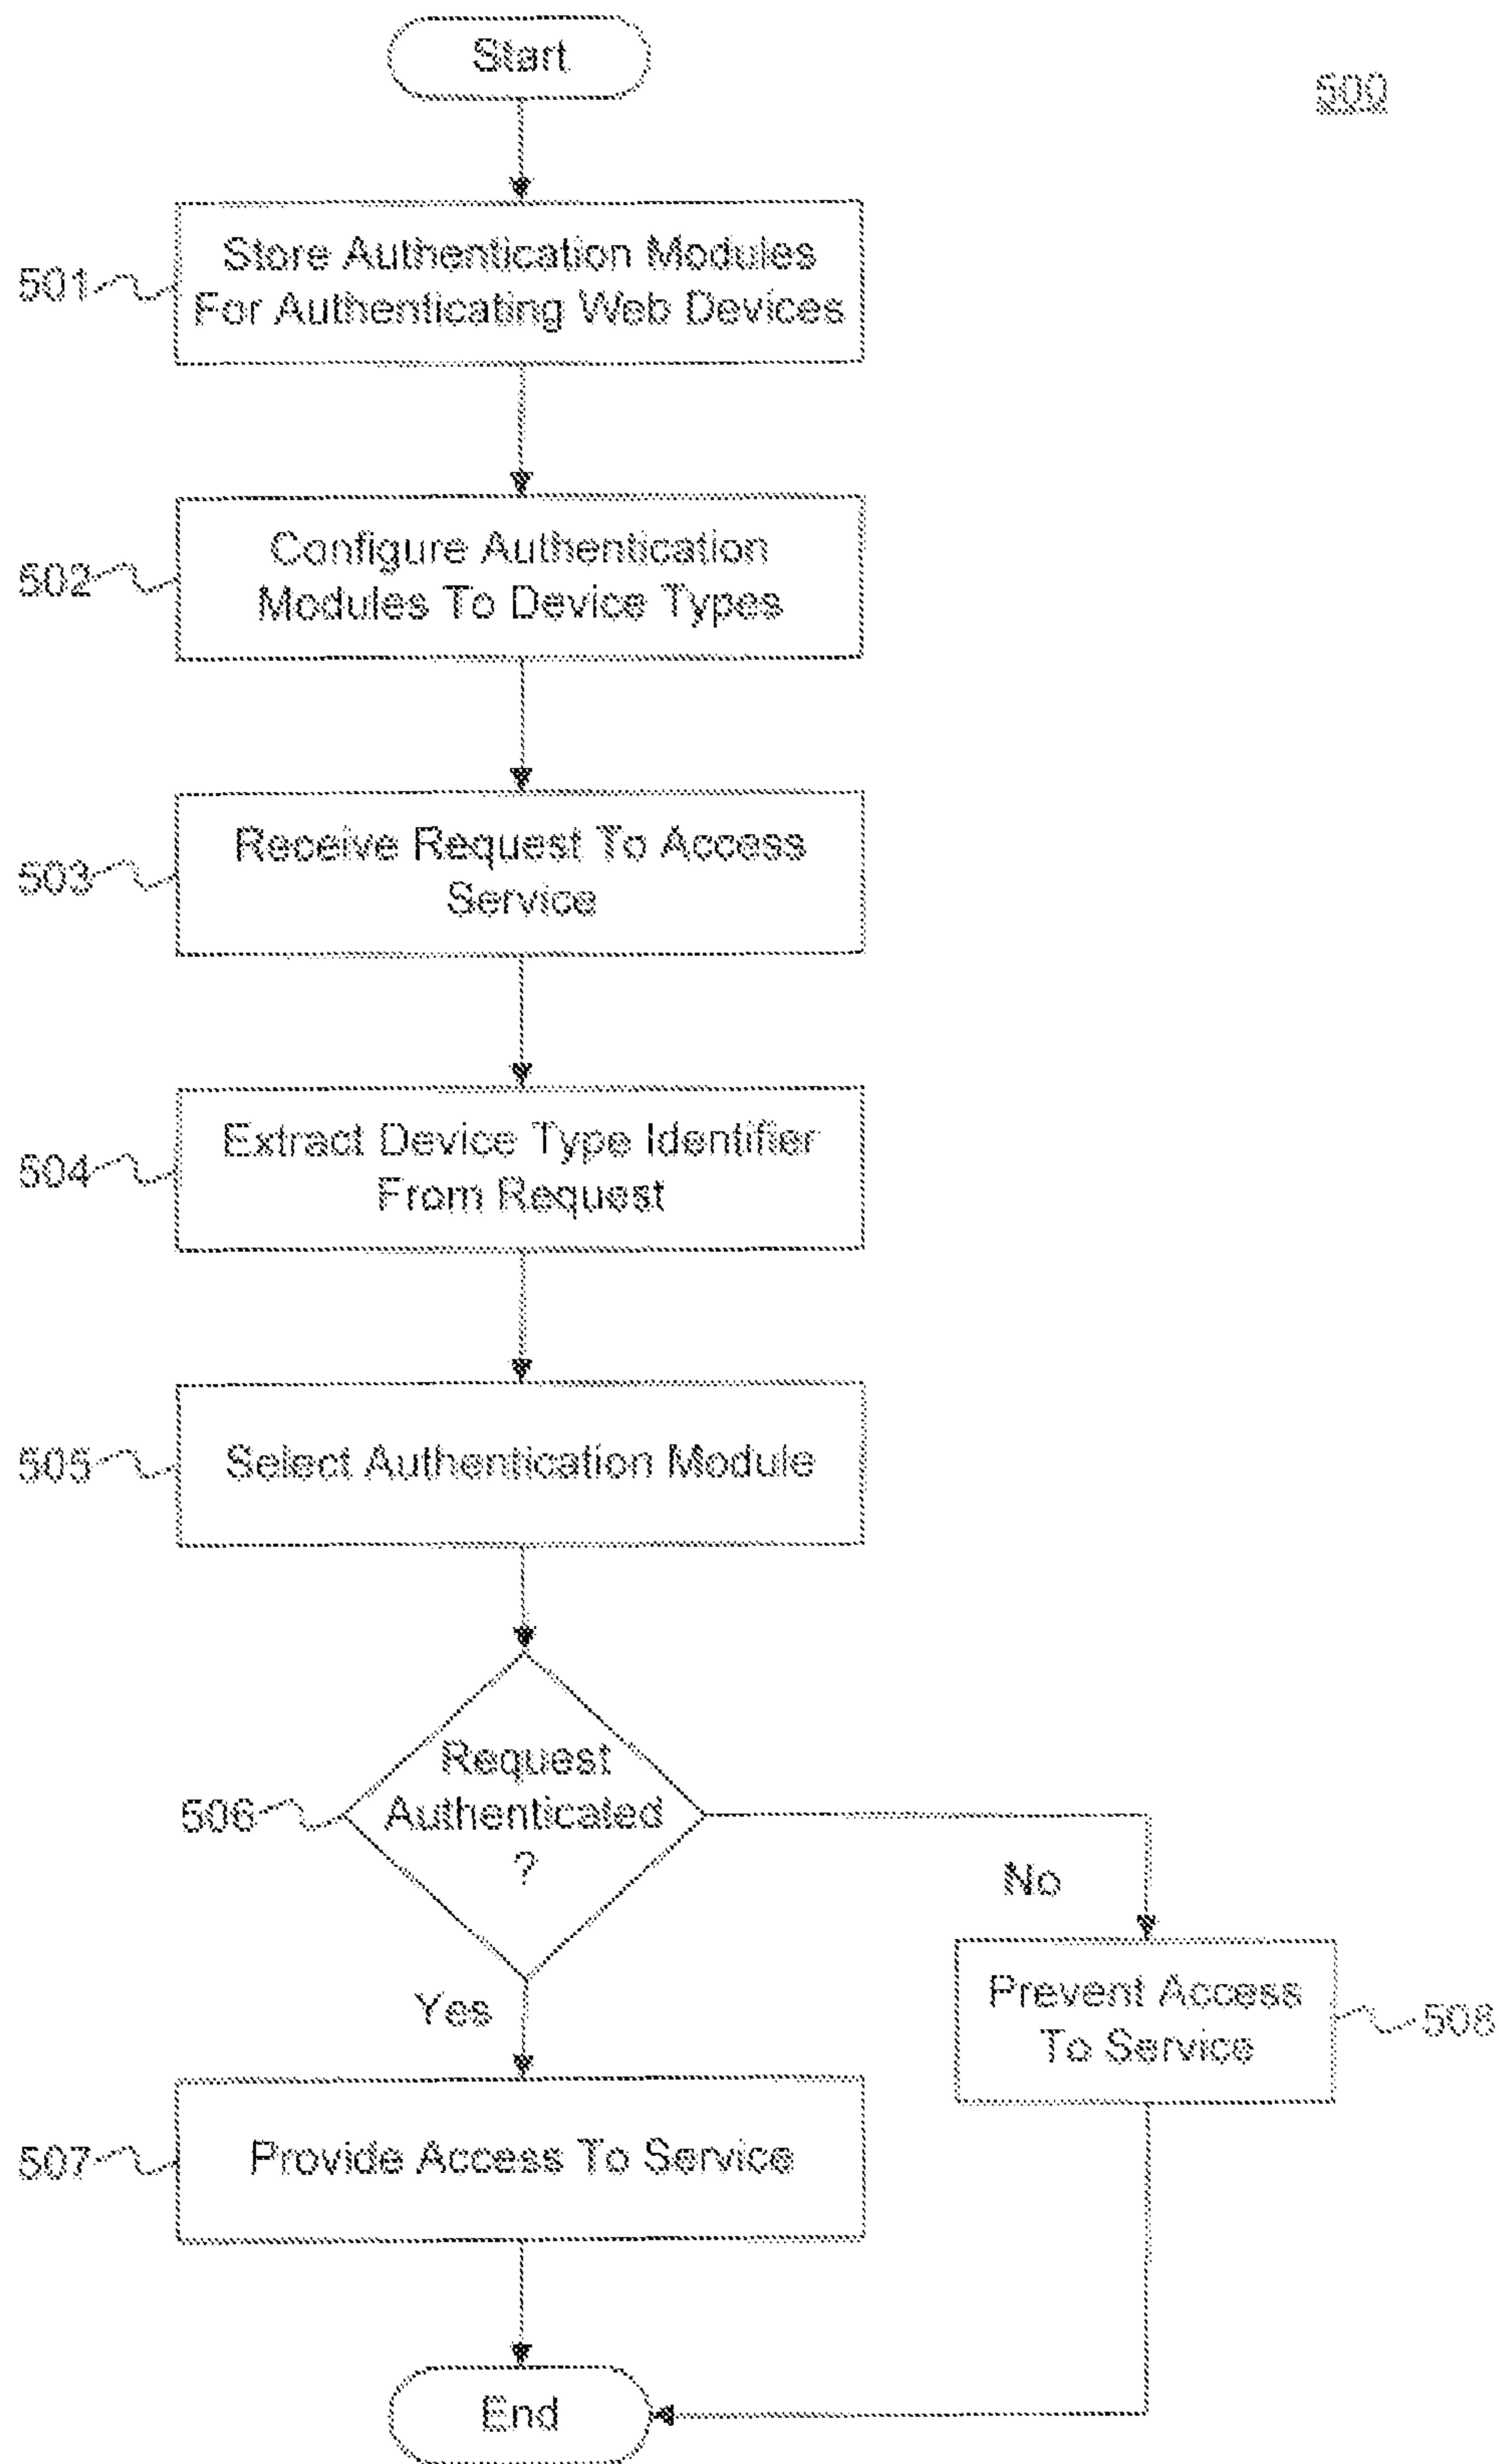 Start
500
501
Store Authentication Modules
For Authenticating Web Devices
502
Configure Authentication
Modules To Device Types
503
Receive Request To Access
Service
504
Extract Device Type Identifier
From Request
505
Select Authentication Module
506
Request
Authenticated
?
No
Yes
Prevent Access
To Service
508
507
Provide Access To Service
End